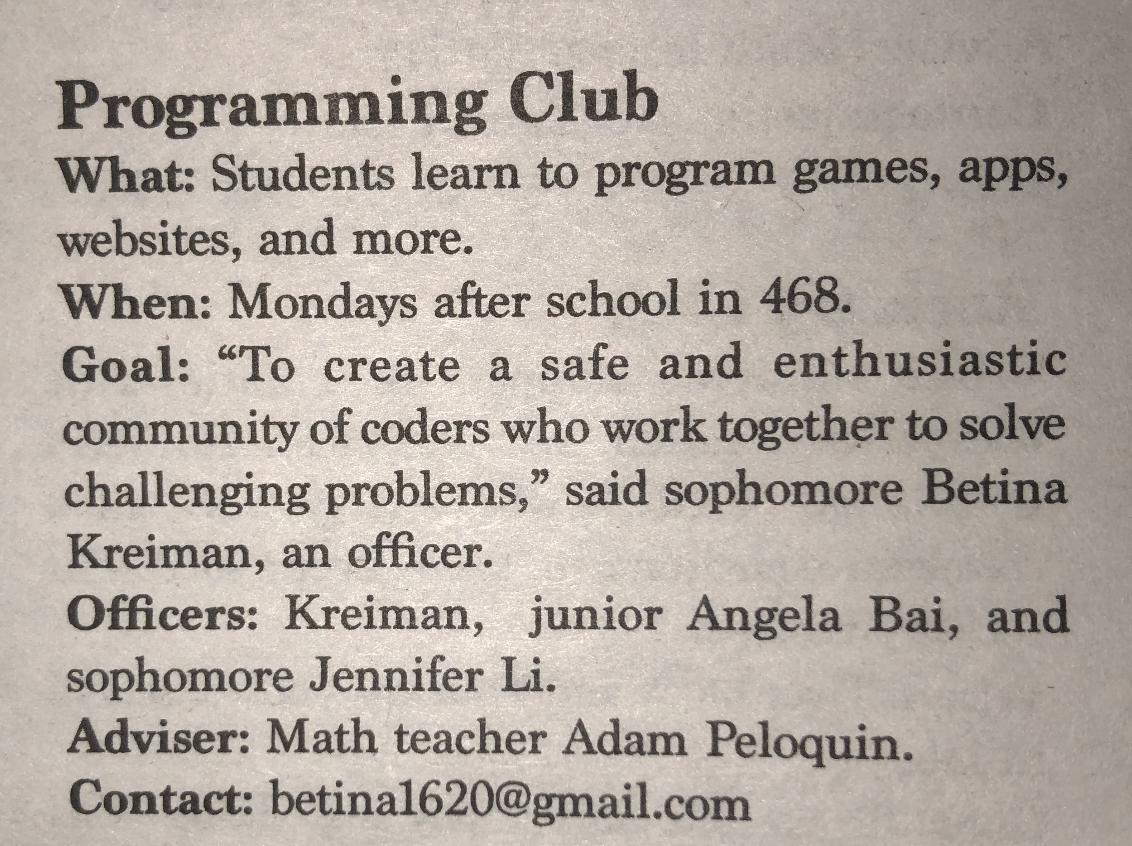 Programming Club
What: Students learn to program games, apps,
websites, and more.
When: Mondays after school in 468.
Goal: “To create a safe and enthusiastic
community of coders who work together to solve
challenging problems,” said sophomore Betina
Kreiman, an officer.
Officers: Kreiman, junior Angela Bai, and
sophomore Jennifer Li.
Adviser: Math teacher Adam Peloquin.
Contact: betina1620@gmail.com